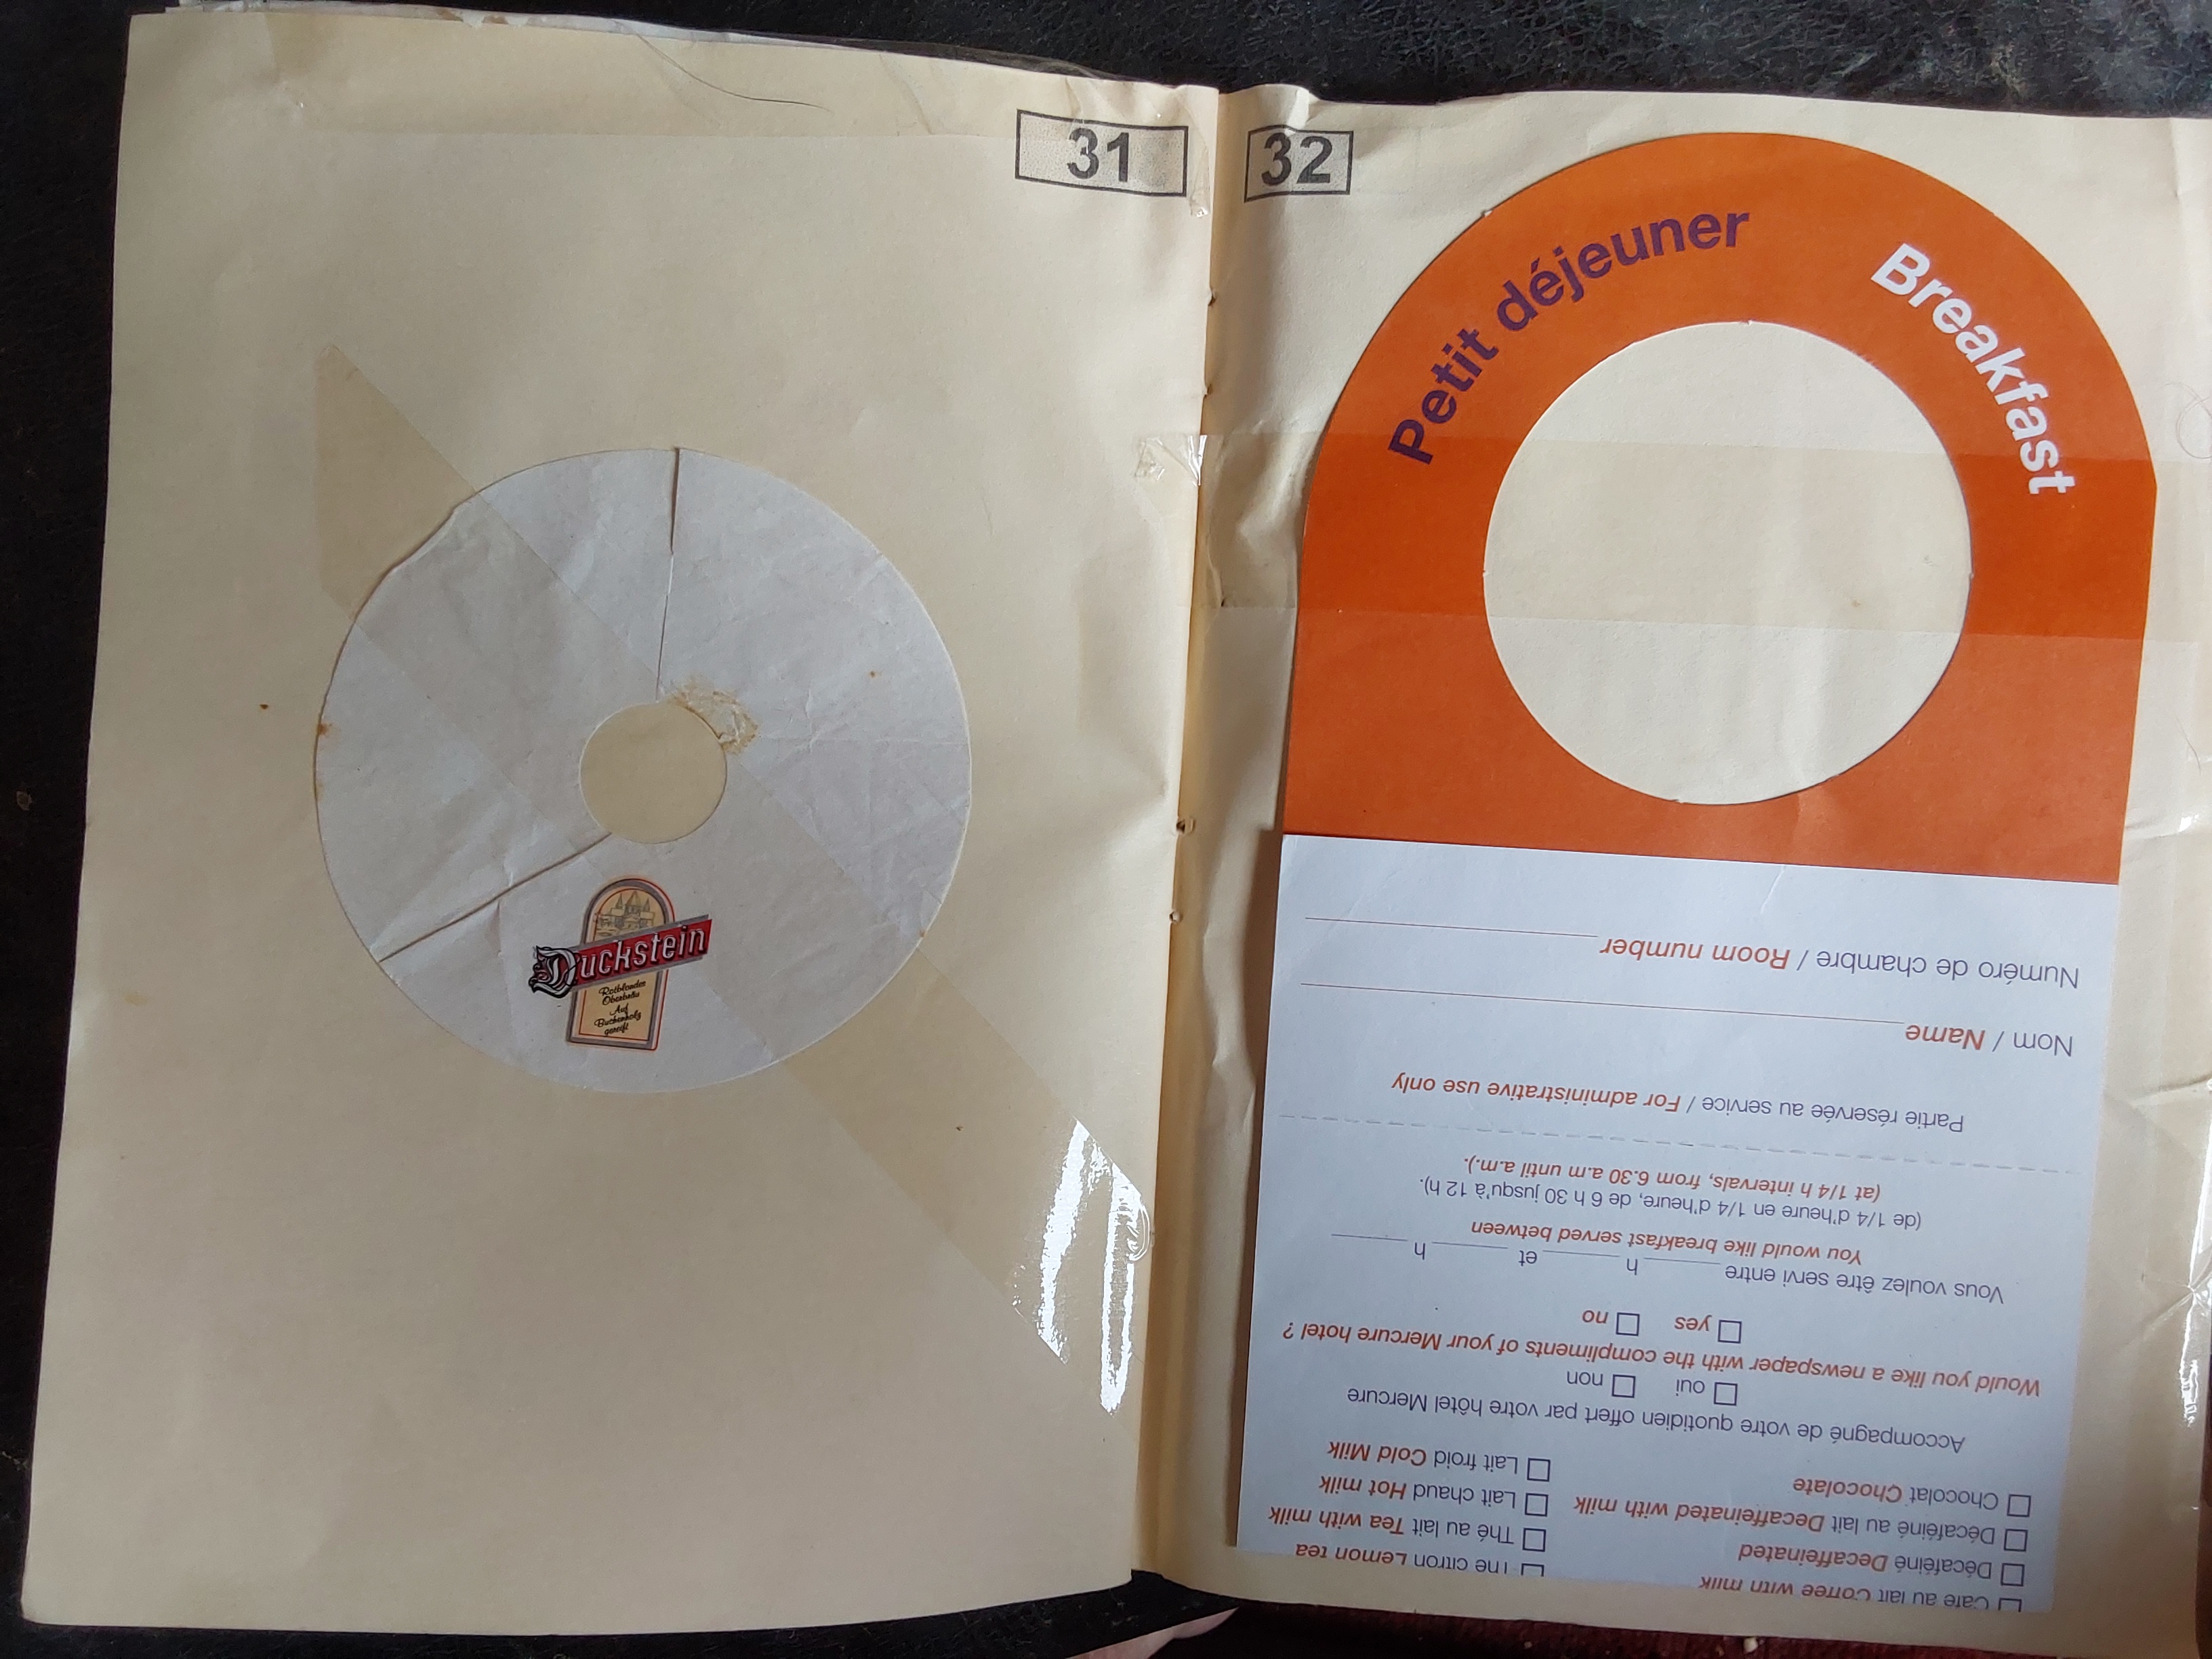 31
Duckstein
Rotblondes
Oberbräu
Auf
Buchenholz
gereift
32
Petit déjeuner
Breakfast
Café au lait Coffee with milk
Décaféiné Decaffeinated
Décaféiné au lait Decaffeinated with milk
Chocolat Chocolate
Thé citron Lemon tea
Thé au lait Tea with milk
Lait chaud Hot milk
Lait froid Cold Milk
Accompagné de votre quotidien offert par votre hôtel Mercure
oui non
Would you like a newspaper with the compliments of your Mercure hotel ?
yes no
Vous voulez être servi entre h et h
You would like breakfast served between
(de 1/4 d'heure en 1/4 d'heure, de 6 h 30 jusqu'à 12 h).
(at 1/4 h intervals, from 6.30 a.m until a.m.).
Partie réservée au service / For administrative use only
Nom / Name
Numéro de chambre / Room number